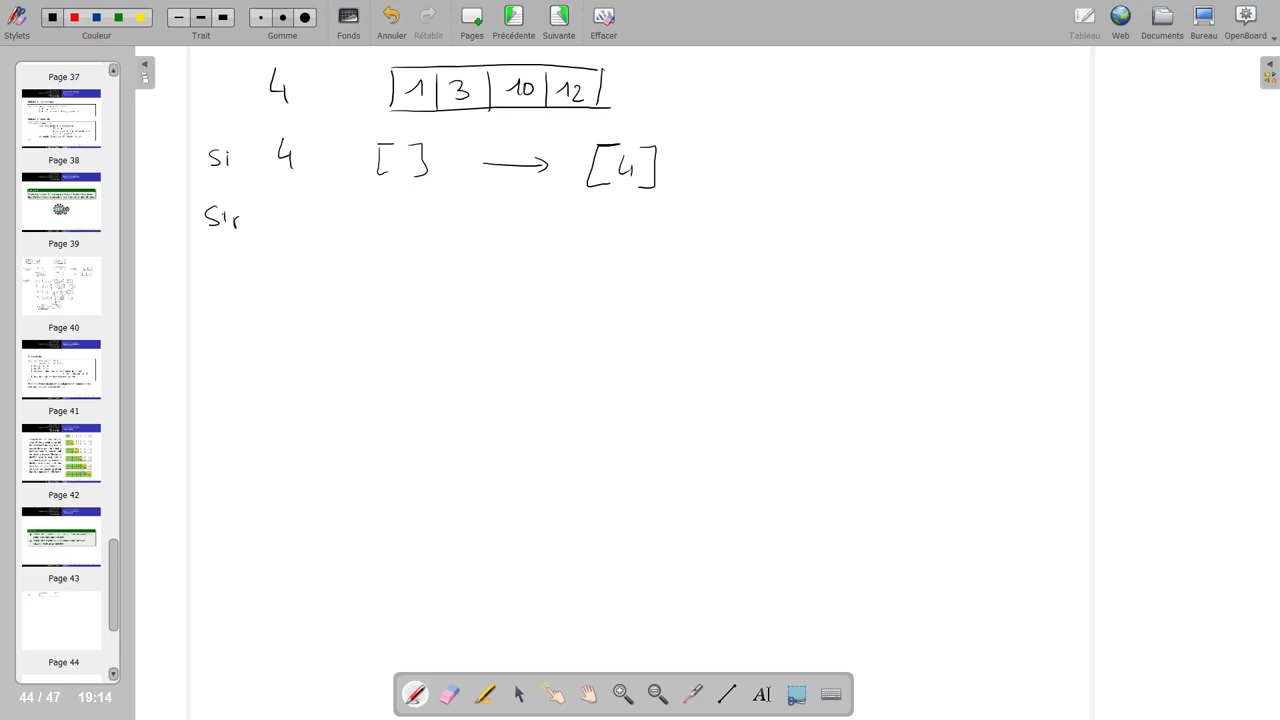 Stylets
Couleur
Trait
Gomme
Fonds
Annuler
Rétablir
Pages
Précédente
Suivante
Effacer
Tableau
Web
Documents
Bureau
OpenBoard
Page 37
Page 38
Page 39
Page 40
Page 41
Page 42
Page 43
Page 44
44 / 47 19:14
4 | 1 | 3 | 10 | 12 |
Si 4 [ ] → [4]
Sin